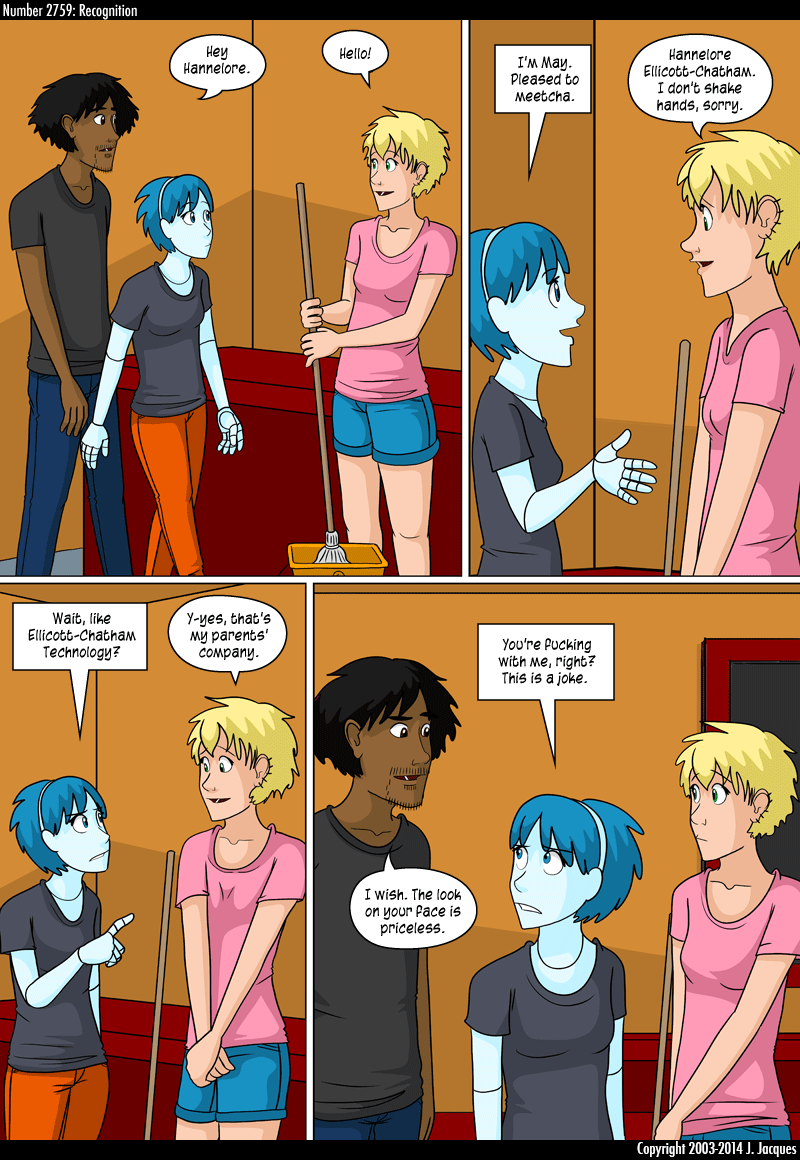 Number 2759: Recognition
Hey
Hannelore.
Hello!
I'm May.
Pleased to
meetcha.
Hannelore
Ellicott-Chatham.
I don't shake
hands, sorry.
Wait, like
Ellicott-Chatham
Technology?
Y-yes, that's
my parents'
company.
You're fucking
with me, right?
This is a joke.
I wish. The look
on your face is
priceless.
Copyright 2003-2014 J. Jacques